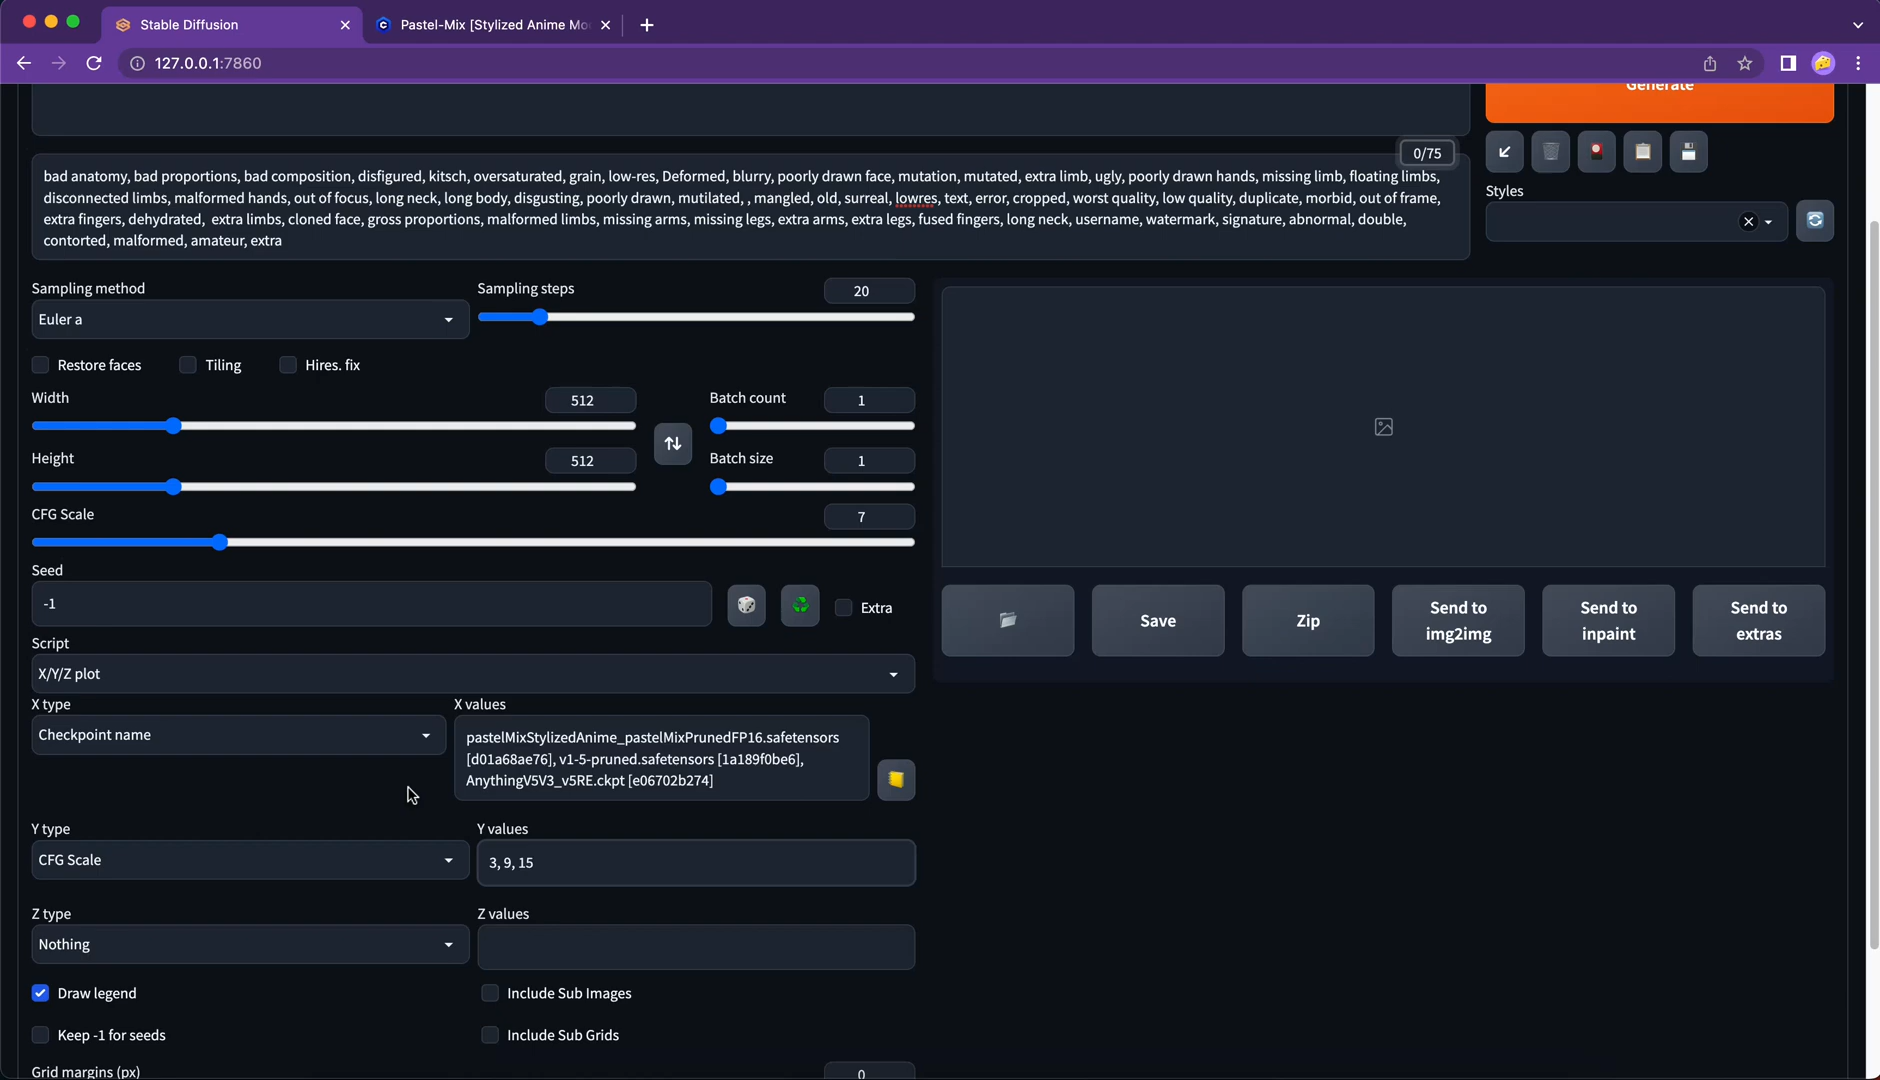 Stable Diffusion
Pastel-Mix [Stylized Anime Mo
127.0.0.1:7860
Generate
0/75
bad anatomy, bad proportions, bad composition, disfigured, kitsch, oversaturated, grain, low-res, Deformed, blurry, poorly drawn face, mutation, mutated, extra limb, ugly, poorly drawn hands, missing limb, floating limbs,
disconnected limbs, malformed hands, out of focus, long neck, long body, disgusting, poorly drawn, mutilated, , mangled, old, surreal, lowres, text, error, cropped, worst quality, low quality, duplicate, morbid, out of frame,
extra fingers, dehydrated,  extra limbs, cloned face, gross proportions, malformed limbs, missing arms, missing legs, extra arms, extra legs, fused fingers, long neck, username, watermark, signature, abnormal, double,
contorted, malformed, amateur, extra
Styles
Sampling method
Euler a
Sampling steps
20
Restore faces
Tiling
Hires. fix
Width
512
Batch count
1
Height
512
Batch size
1
CFG Scale
7
Seed
-1
Extra
Save
Zip
Send to
img2img
Send to
inpaint
Send to
extras
Script
X/Y/Z plot
X type
Checkpoint name
X values
pastelMixStylizedAnime_pastelMixPrunedFP16.safetensors
[d01a68ae76], v1-5-pruned.safetensors [1a189f0be6],
AnythingV5V3_v5RE.ckpt [e06702b274]
Y type
CFG Scale
Y values
3, 9, 15
Z type
Nothing
Z values
Draw legend
Include Sub Images
Keep -1 for seeds
Include Sub Grids
Grid margins (px)
0